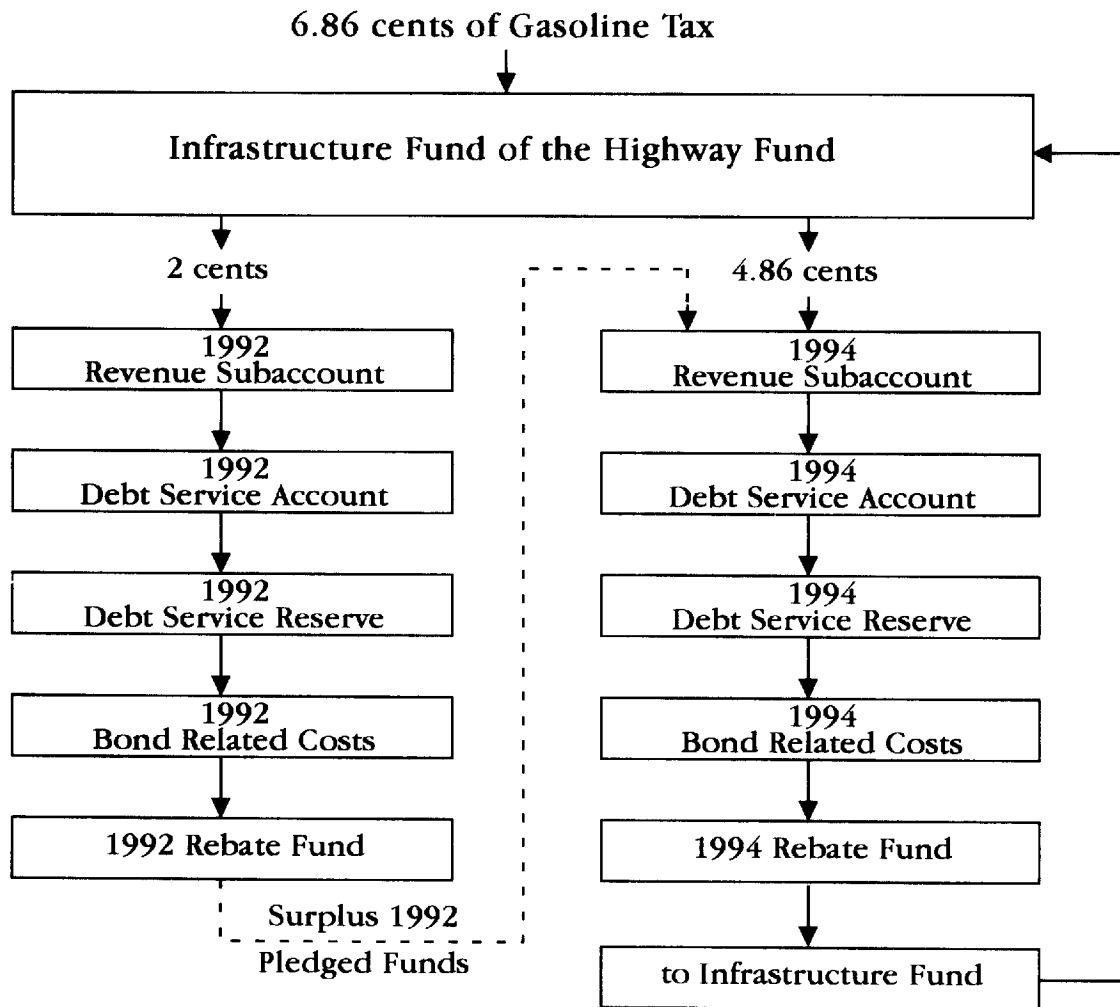 6.86 cents of Gasoline Tax
Infrastructure Fund of the Highway Fund
2 cents
1992
Revenue Subaccount
1992
Debt Service Account
1992
Debt Service Reserve
1992
Bond Related Costs
1992 Rebate Fund
Surplus 1992
Pledged Funds
4.86 cents
1994
Revenue Subaccount
1994
Debt Service Account
1994
Debt Service Reserve
1994
Bond Related Costs
1994 Rebate Fund
to Infrastructure Fund